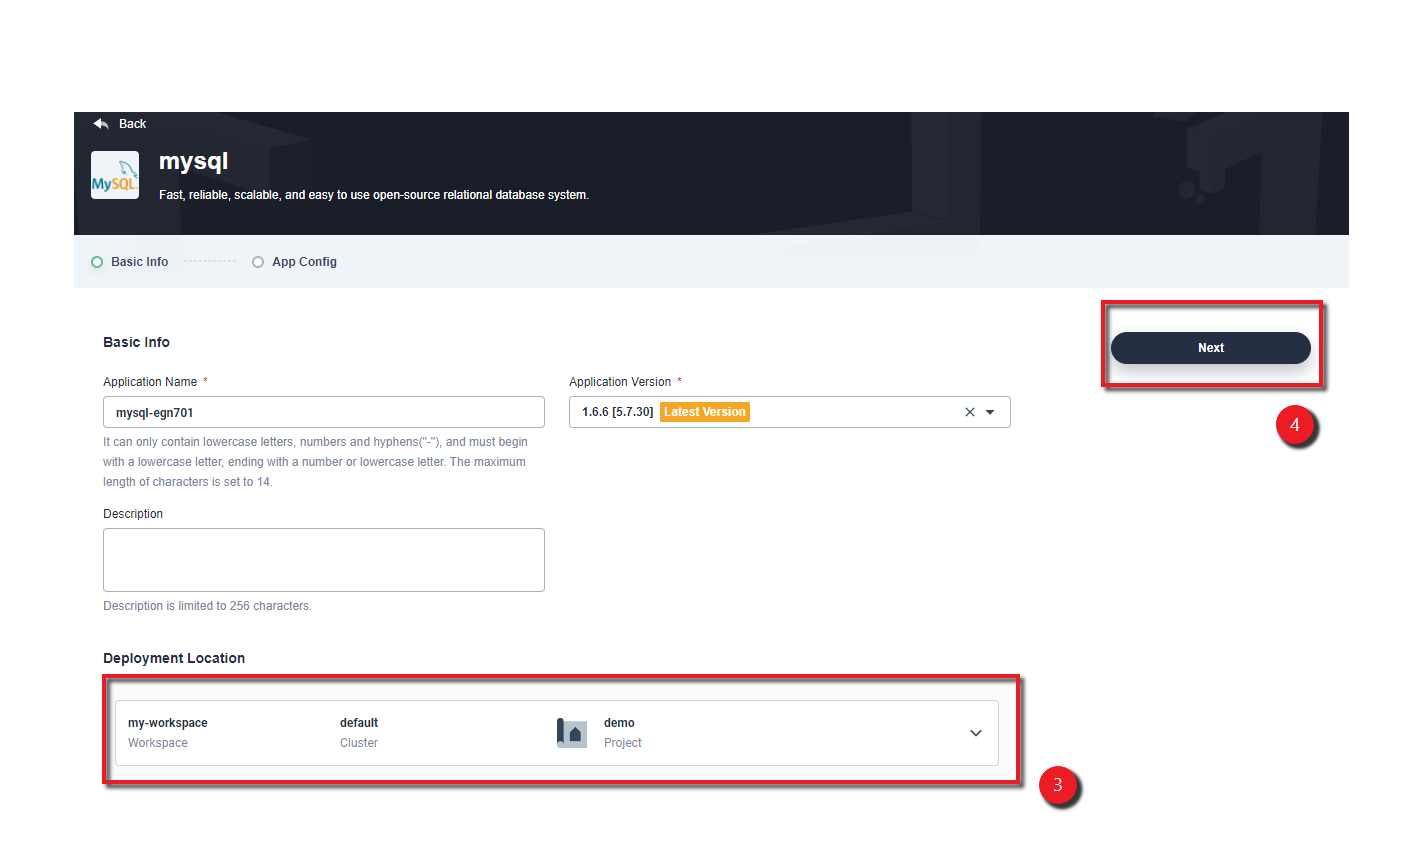 Back
MySQL
mysql
Fast, reliable, scalable, and easy to use open-source relational database system.
Basic Info
App Config
Basic Info
Next
Application Name *
Application Version *
mysql-egn701
1.6.6 [5.7.30] Latest Version
4
It can only contain lowercase letters, numbers and hyphens("-"), and must begin
with a lowercase letter, ending with a number or lowercase letter. The maximum
length of characters is set to 14.
Description
Description is limited to 256 characters.
Deployment Location
my-workspace
Workspace
default
Cluster
demo
Project
3